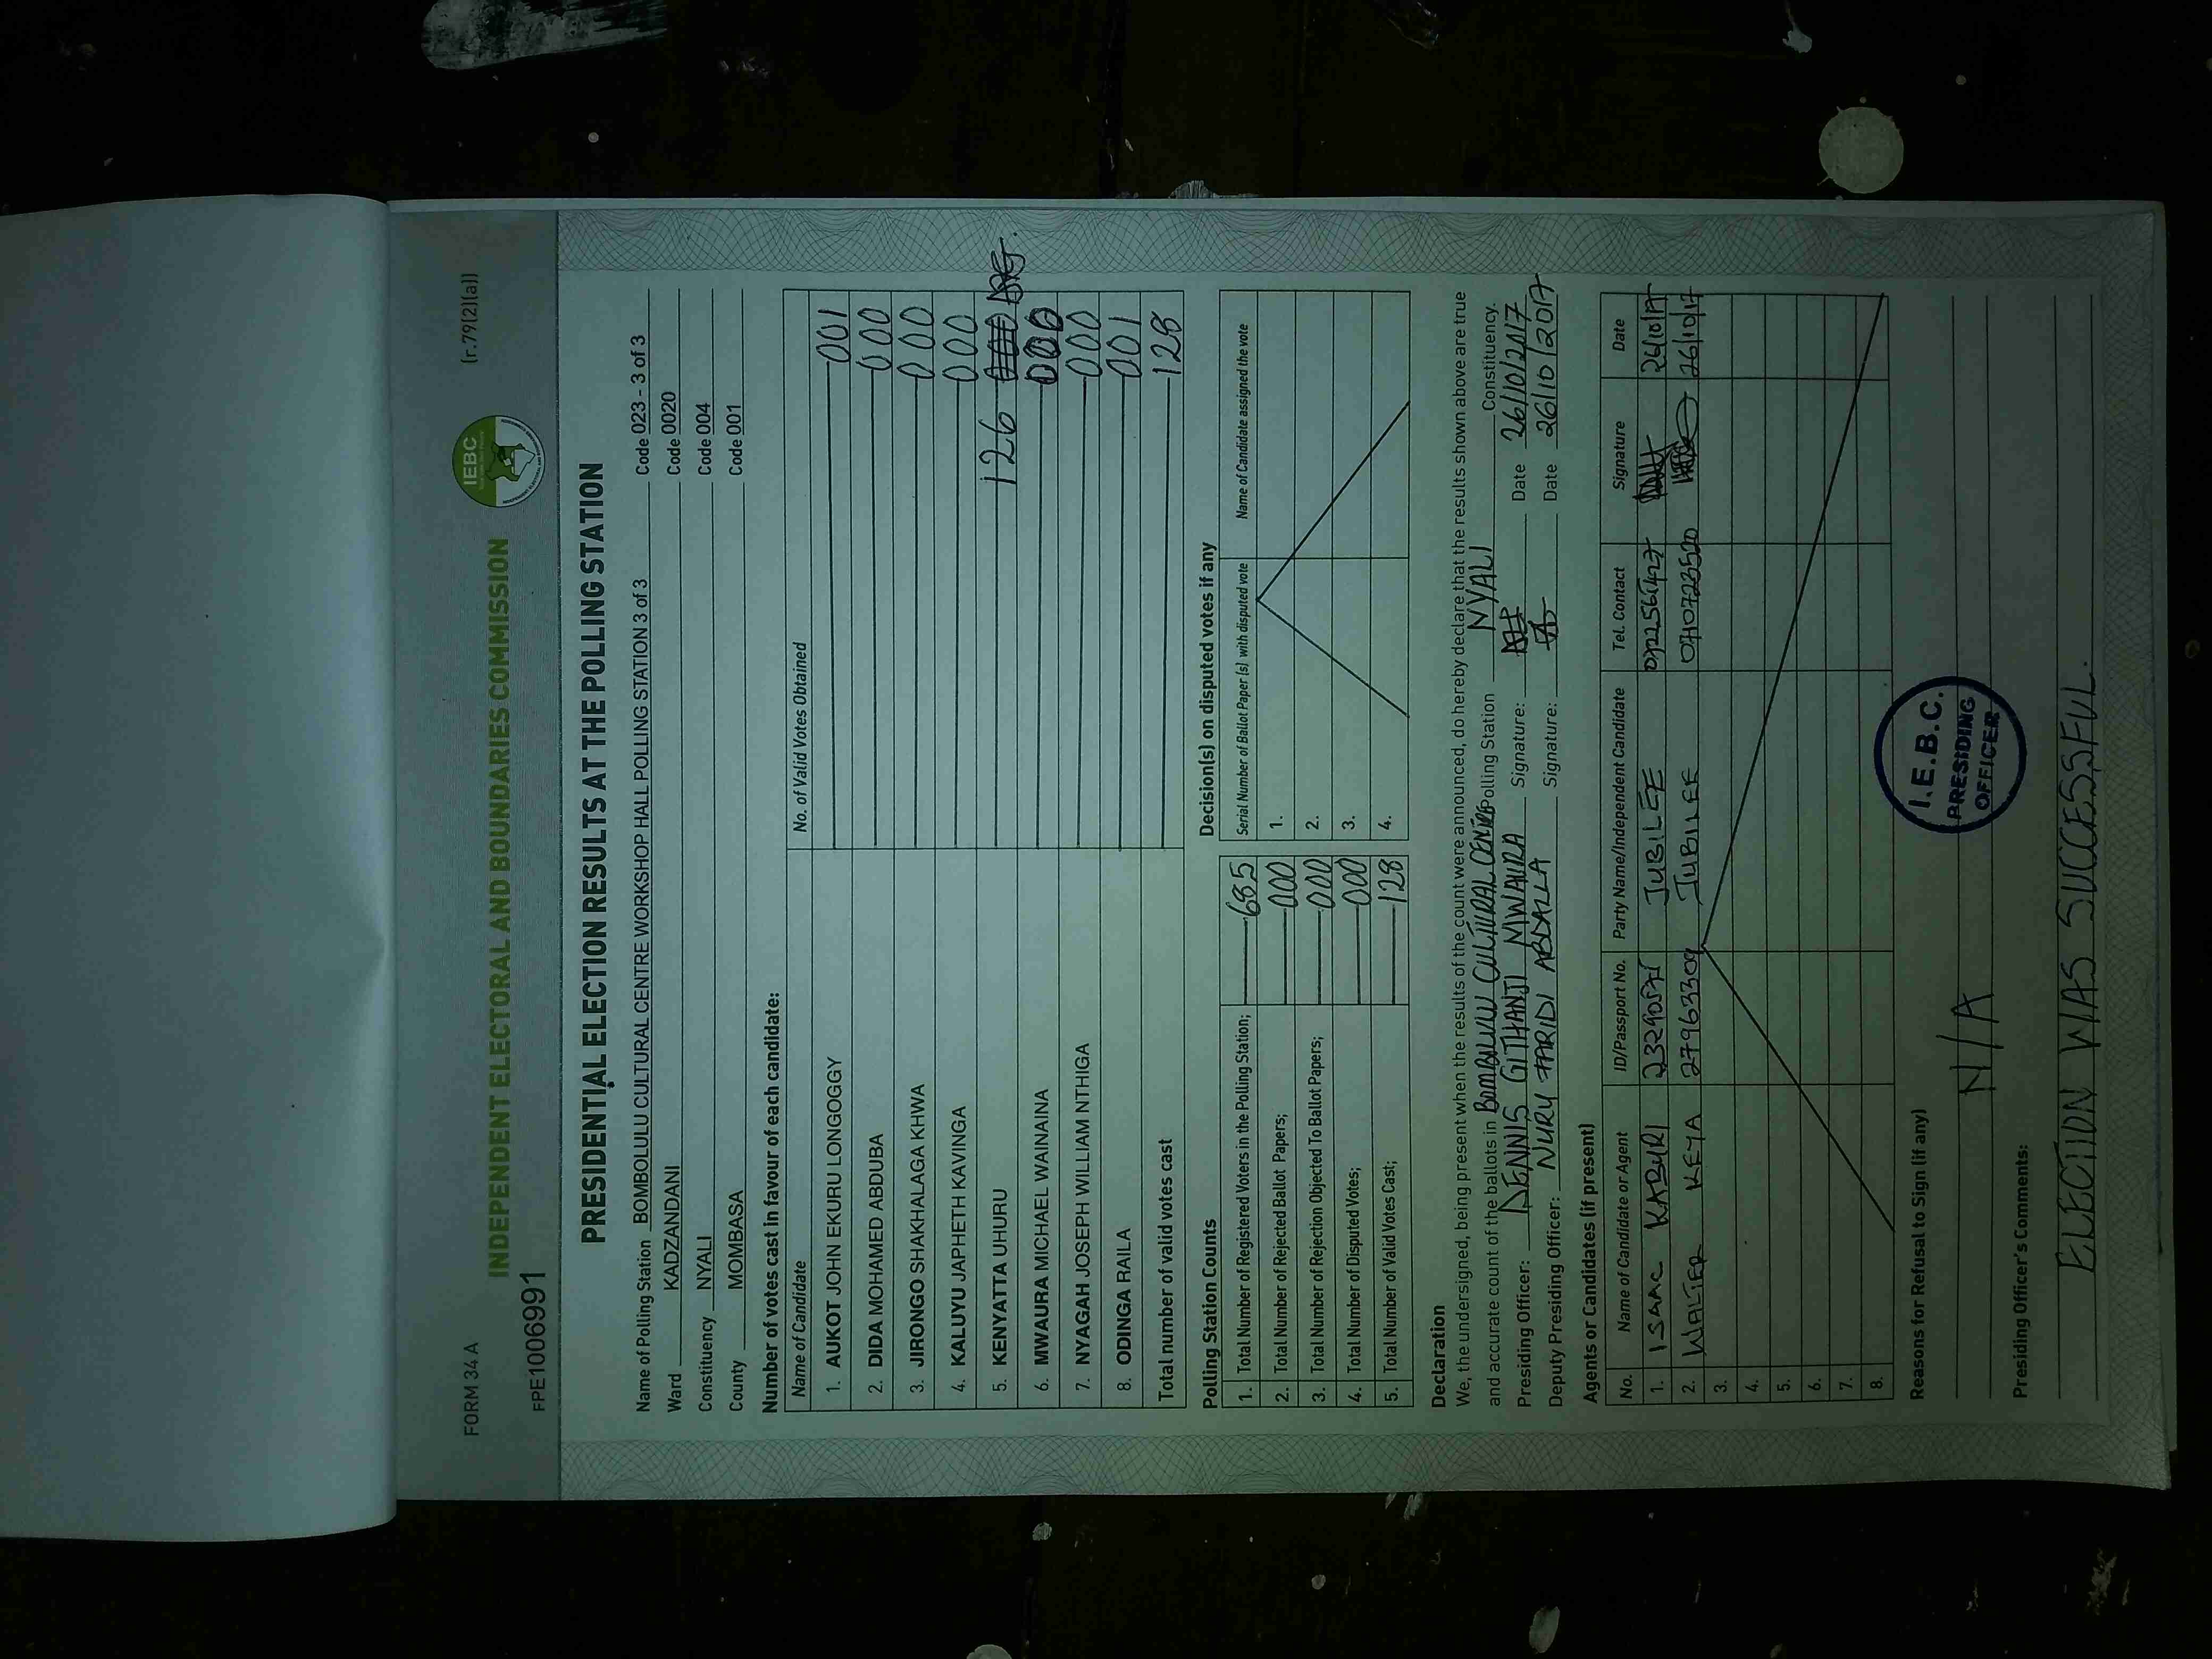 FORM 34 A
(r.79(2)(a))
IEBC
INDEPENDENT ELECTORAL AND BOUNDARIES COMMISSION
FPE1006991
PRESIDENTIAL ELECTION RESULTS AT THE POLLING STATION
Name of Polling Station BOMBOLULU CULTURAL CENTRE WORKSHOP HALL POLLING STATION 3 of 3 Code 023 - 3 of 3
Ward KADZANDANI Code 0020
Constituency NYALI Code 004
County MOMBASA Code 001
Number of votes cast in favour of each candidate:
Name of Candidate No. of Valid Votes Obtained
1. AUKOT JOHN EKURU LONGOGGY 001
2. DIDA MOHAMED ABDUBA 000
3. JIRONGO SHAKHALAGA KHWA 000
4. KALUYU JAPHETH KAVINGA 000
5. KENYATTA UHURU 126
6. MWAURA MICHAEL WAINAINA 000
7. NYAGAH JOSEPH WILLIAM NTHIGA 000
8. ODINGA RAILA 001
Total number of valid votes cast 128
Polling Station Counts
1. Total Number of Registered Voters in the Polling Station; 685
2. Total Number of Rejected Ballot Papers; 000
3. Total Number of Rejection Objected To Ballot Papers; 000
4. Total Number of Disputed Votes; 000
5. Total Number of Valid Votes Cast; 128
Decision(s) on disputed votes if any
Serial Number of Ballot Paper (s) with disputed vote Name of Candidate assigned the vote
1.
2.
3.
4.
Declaration
We, the undersigned, being present when the results of the count were announced, do hereby declare that the results shown above are true
and accurate count of the ballots in BOMBOLULU CULTURAL CENTRE Polling Station NYALI Constituency.
Presiding Officer: DENNIS GITHANJI MWAURA Signature: Date 26/10/2017
Deputy Presiding Officer: NURU FARIDI ABDALLA Signature: Date 26/10/2017
Agents or Candidates (if present)
No. Name of Candidate or Agent ID/Passport No. Party Name/Independent Candidate Tel. Contact Signature Date
1. ISAAC KABURI JUBILEE 26/10/17
2. WALTER KEYA 27963309 JUBILEE 0710723520 26/10/17
3.
4.
5.
6.
7.
8.
I.E.B.C.
PRESIDING
OFFICER
Reasons for Refusal to Sign (if any)
N/A
Presiding Officer's Comments:
ELECTION WAS SUCCESSFUL.